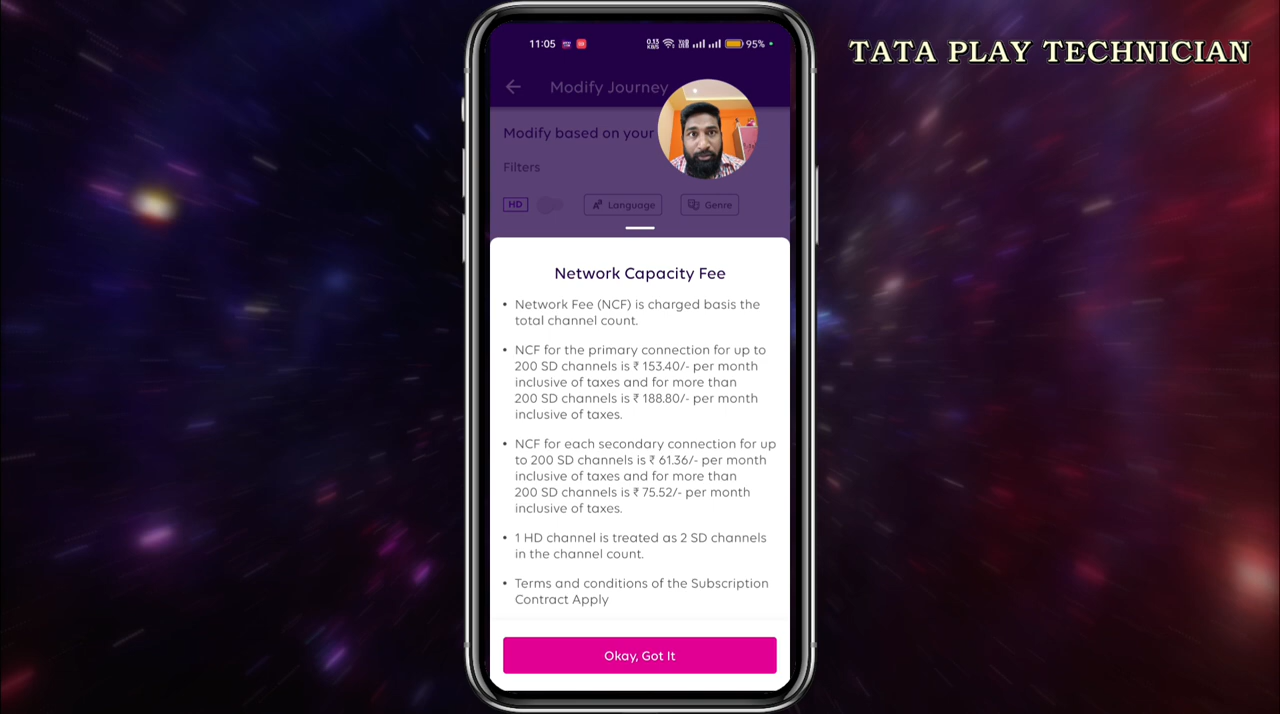 TATA PLAY TECHNICIAN
11:05
0.13 KB/S
95%
Modify Journey
Modify based on your
Filters
HD
Language
Genre
Network Capacity Fee
• Network Fee (NCF) is charged basis the
total channel count.
• NCF for the primary connection for up to
200 SD channels is ₹ 153.40/- per month
inclusive of taxes and for more than
200 SD channels is ₹ 188.80/- per month
inclusive of taxes.
• NCF for each secondary connection for up
to 200 SD channels is ₹ 61.36/- per month
inclusive of taxes and for more than
200 SD channels is ₹ 75.52/- per month
inclusive of taxes.
• 1 HD channel is treated as 2 SD channels
in the channel count.
• Terms and conditions of the Subscription
Contract Apply
Okay, Got It